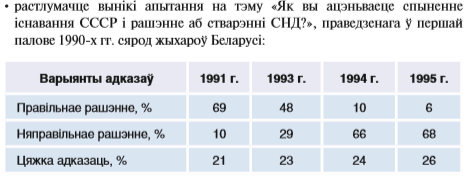 • растлумачце вынікі апытання на тэму «Як вы ацэньваеце спыненне
існавання СССР і рашэнне аб стварэнні СНД?», праведзенага ў першай
палове 1990-х гг. сярод жыхароў Беларусі:
Варыянты адказаў 1991 г. 1993 г. 1994 г. 1995 г.
Правільнае рашэнне, % 69 48 10 6
Няправільнае рашэнне, % 10 29 66 68
Цяжка адказаць, % 21 23 24 26